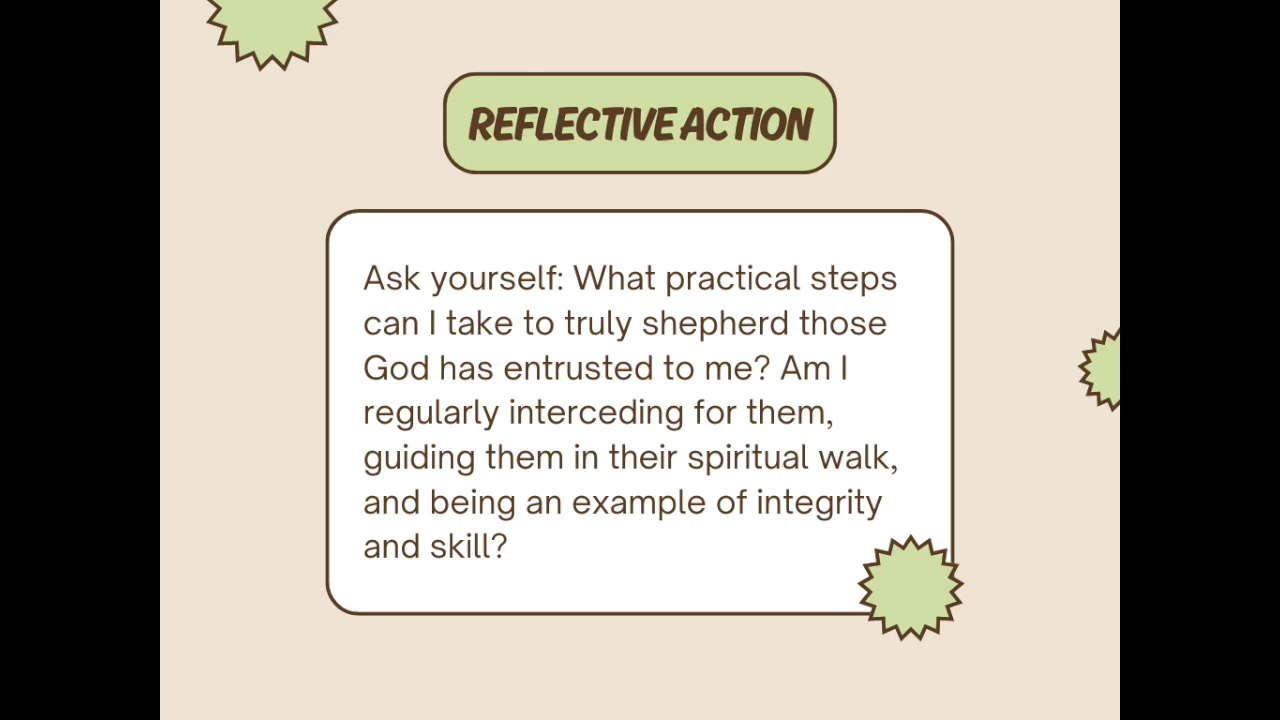 REFLECTIVE ACTION
Ask yourself: What practical steps
can I take to truly shepherd those
God has entrusted to me? Am I
regularly interceding for them,
guiding them in their spiritual walk,
and being an example of integrity
and skill?